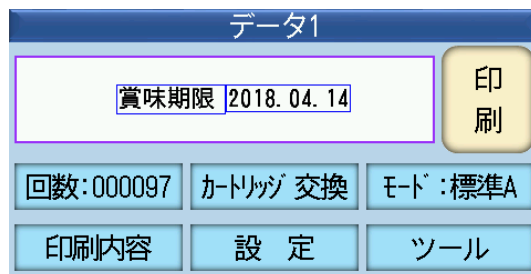 データ1
賞味期限 2018.04.14
印刷
回数:000097 カートリッジ 交換 モード:標準A
印刷内容 設 定 ツール